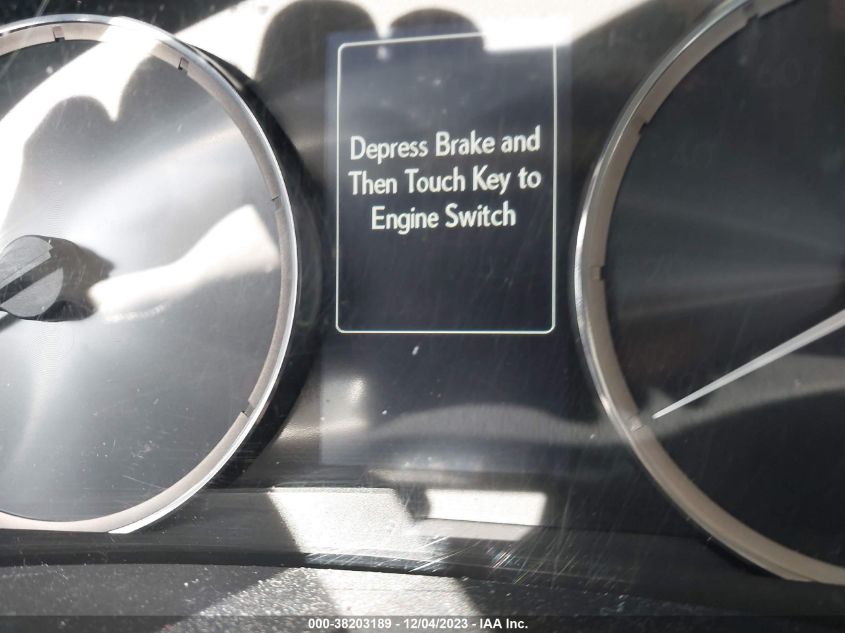 Depress Brake and
Then Touch Key to
Engine Switch
000-38203189 - 12/04/2023 - IAA Inc.